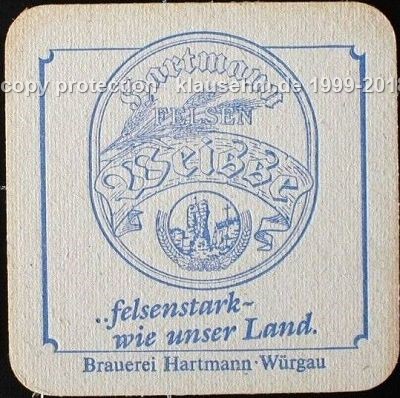 copy protection klausehm.de 1999-2018
Hartmann
FELSEN
Weisse
..felsenstark-
wie unser Land.
Brauerei Hartmann·Würgau